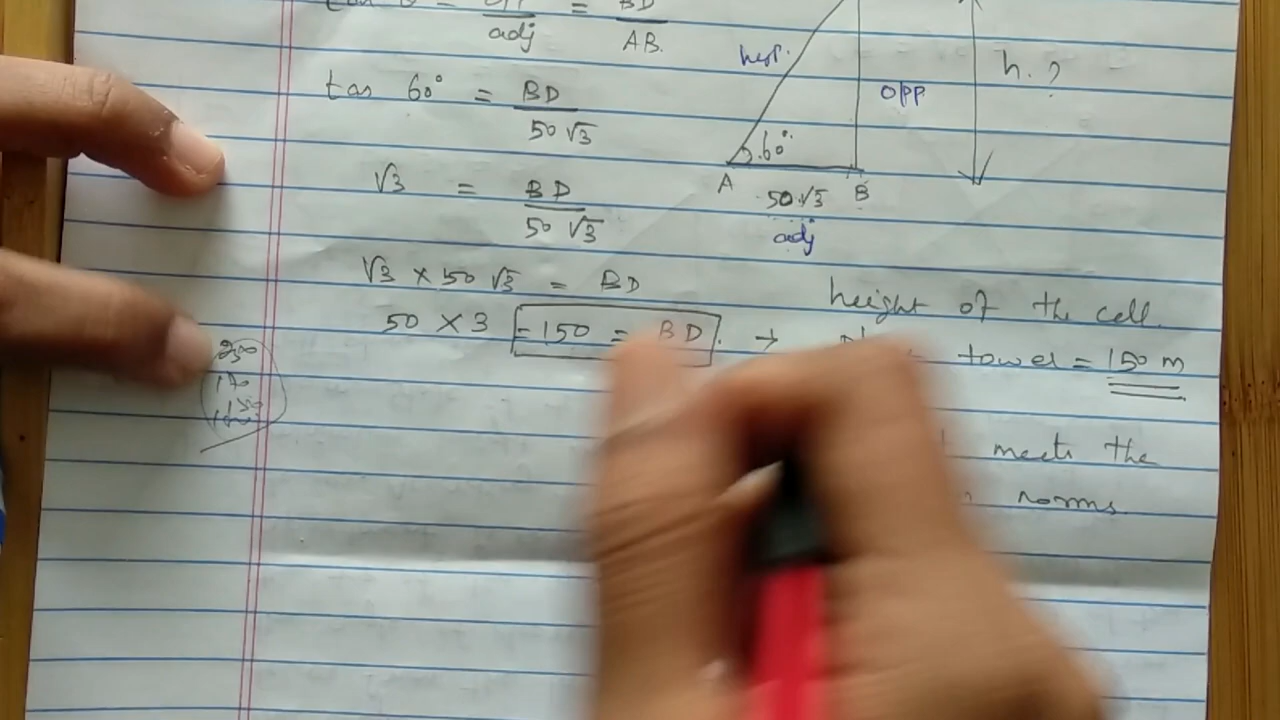 adj
BD
AB.
tan 60° = BD
50√3
√3 = BD
50 √3
√3 × 50 √3 = BD
50 × 3 = 150 = BD. →
hyp.
opp
h. ?
60°
A
50√3
B
adj
height of the cell
tower = 150 m
meets the
norms.